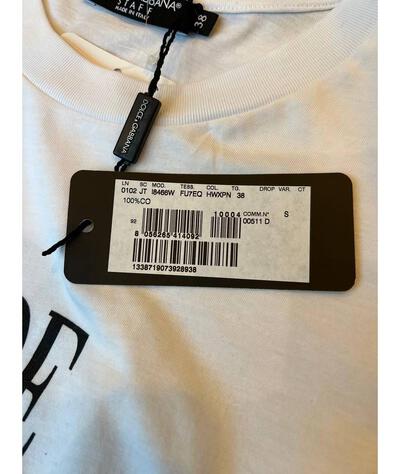 GABBANA®
STAFF
MADE IN ITALY
38
DOLCE & GABBANA
LN SC MOD. TESS. COL. TG. DROP VAR. CT
0102 JT I8466W FU7EQ HWXPN 38
100%CO
10004 COMM.N° S
92 00511 D
8 056265 414092
1338719073928938